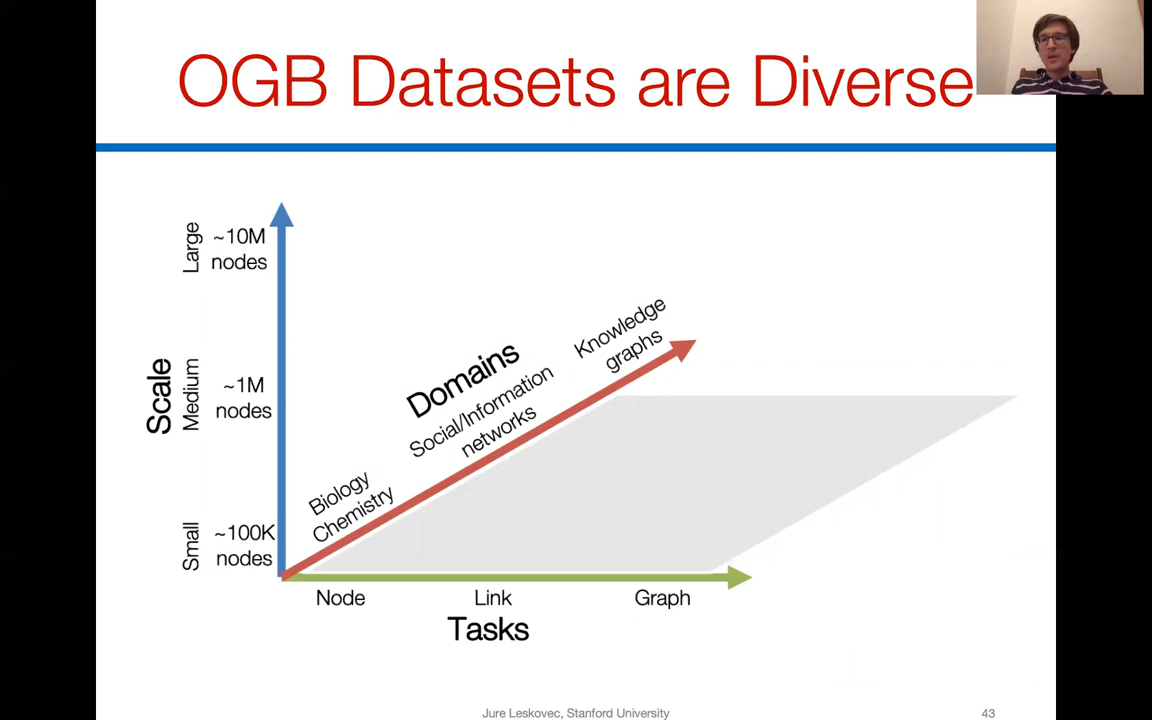 OGB Datasets are Diverse
Large
~10M
nodes
Scale
Medium
~1M
nodes
Small
~100K
nodes
Domains
Biology
Chemistry
Social/Information
networks
Knowledge
graphs
Node
Link
Graph
Tasks
Jure Leskovec, Stanford University
43